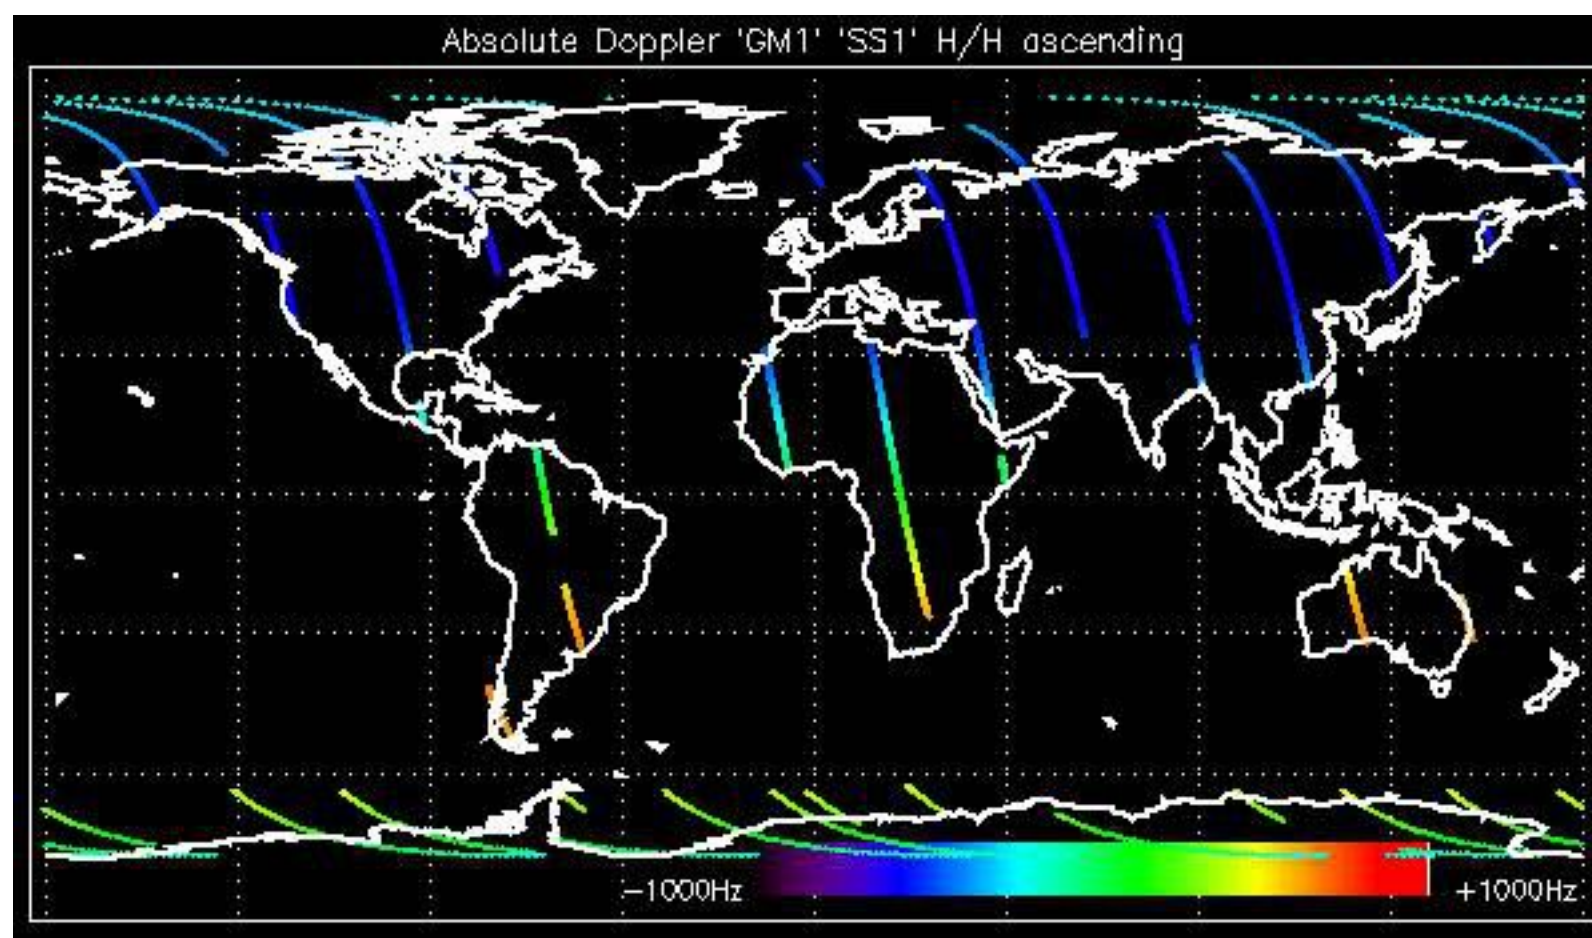 Absolute Doppler 'GM1' 'SS1' H/H ascending
-1000Hz
+1000Hz